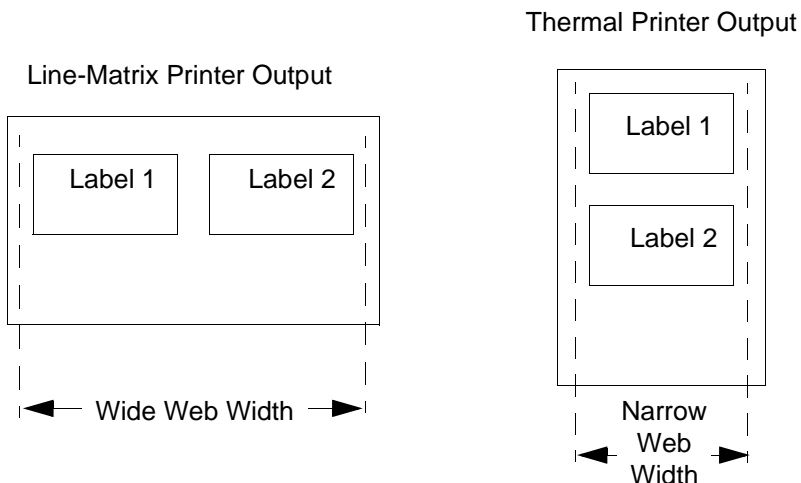 Thermal Printer Output
Line-Matrix Printer Output
Label 1
Label 2
Wide Web Width
Label 1
Label 2
Narrow
Web
Width